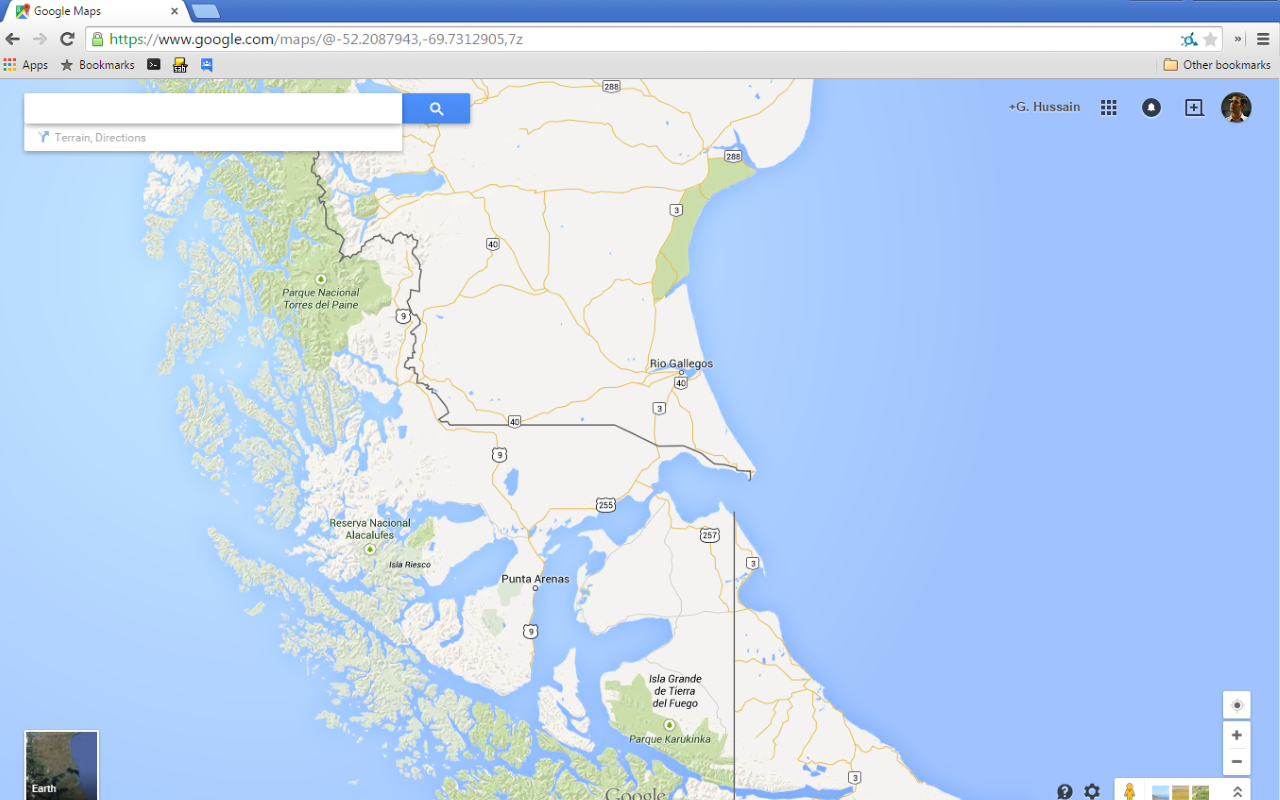 Google Maps
https://www.google.com/maps/@-52.2087943,-69.7312905,7z
Apps
Bookmarks
Other bookmarks
+G. Hussain
Terrain, Directions
288
288
3
40
Parque Nacional
Torres del Paine
9
Rio Gallegos
40
3
40
9
255
Reserva Nacional
Alacalufes
257
Isla Riesco
3
Punta Arenas
9
Isla Grande
de Tierra
del Fuego
Parque Karukinka
3
Earth
Google